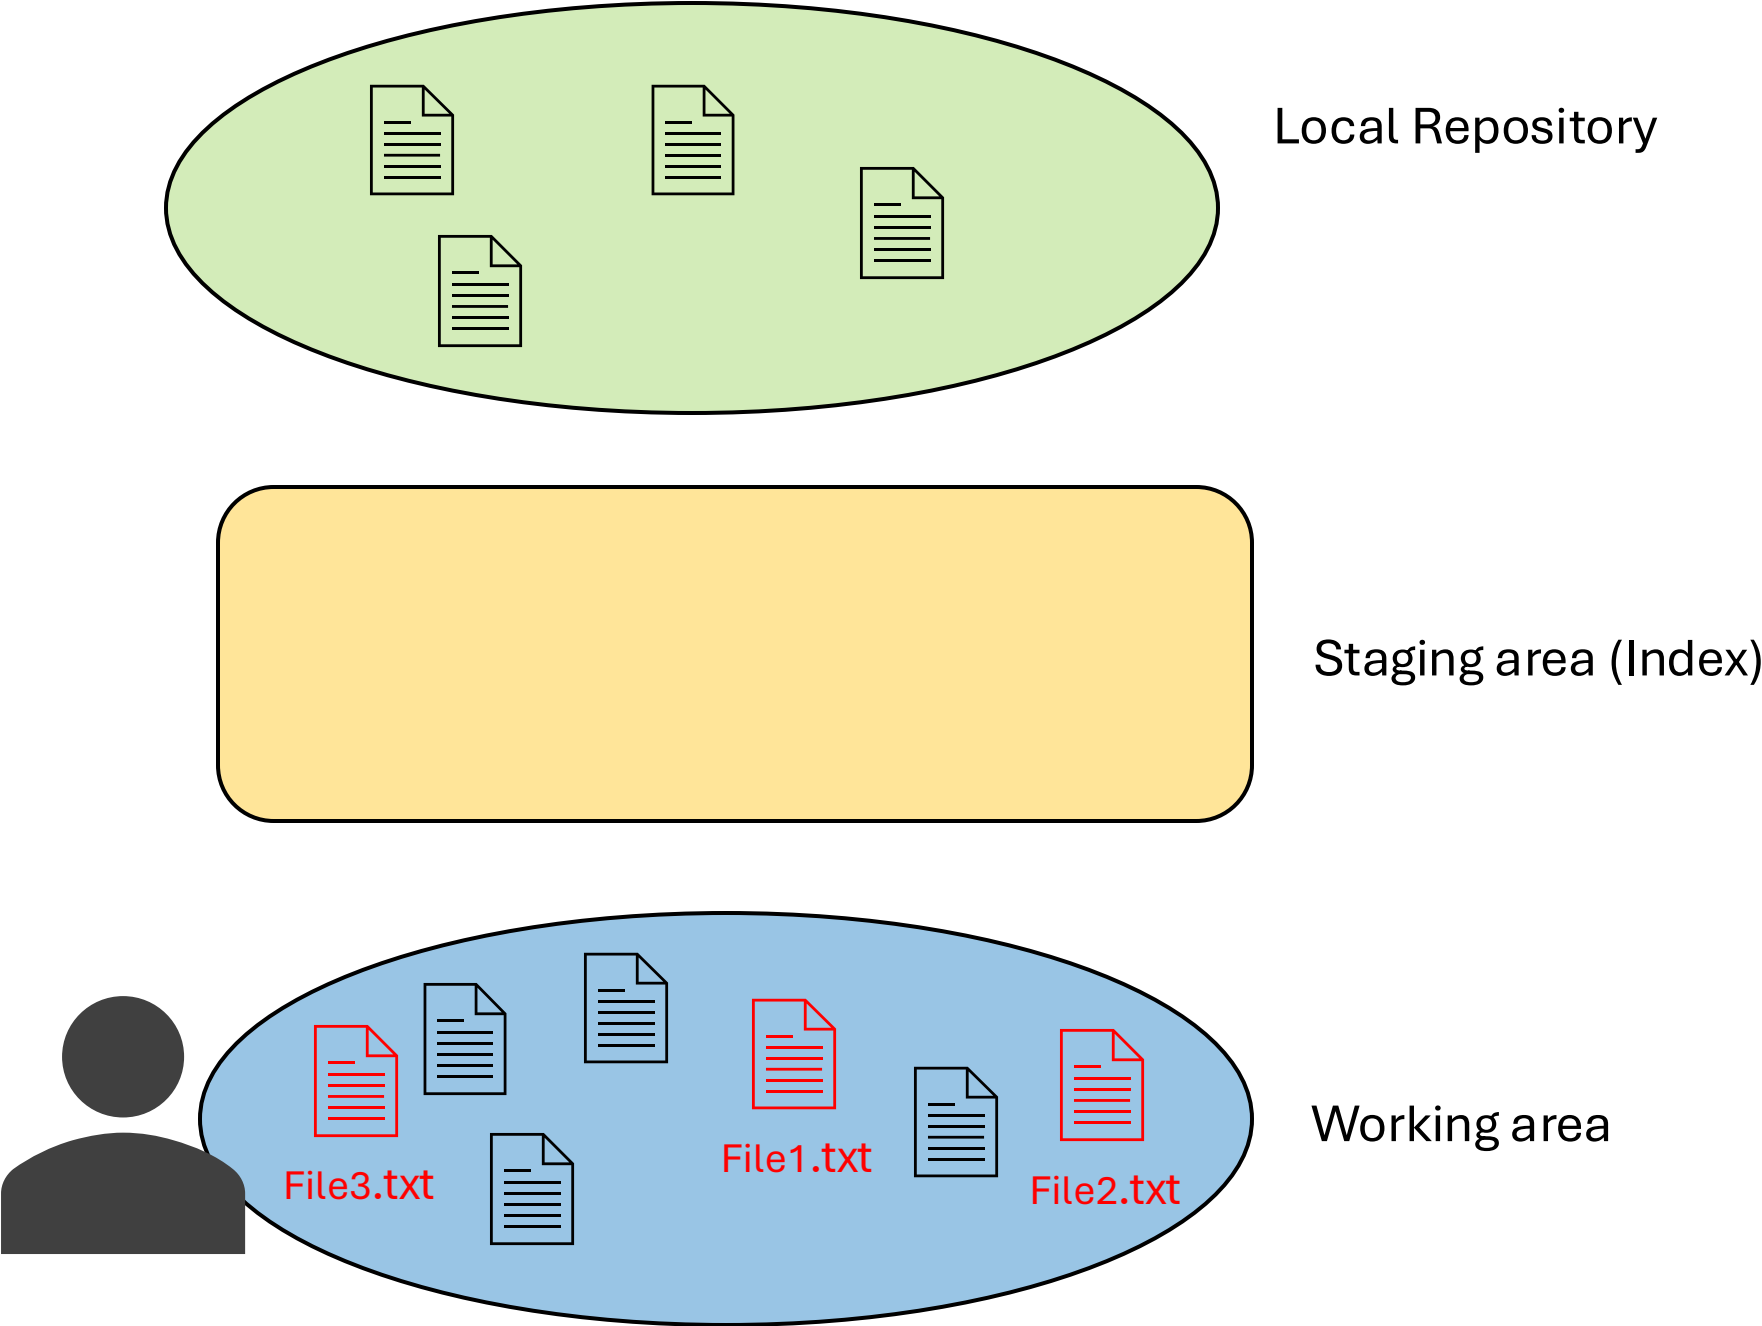 Local Repository
Staging area (Index)
Working area
File1.txt
File3.txt
File2.txt